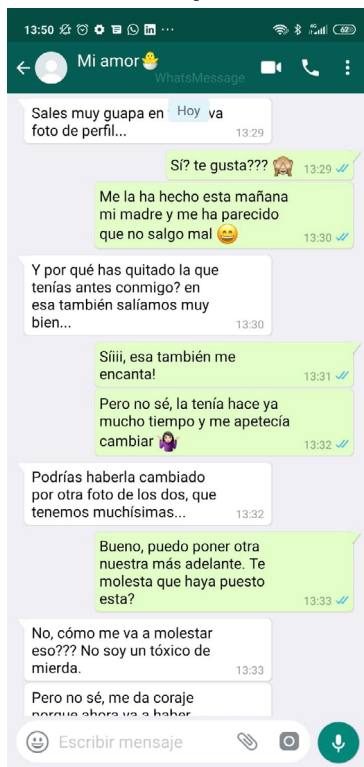 13:50
62
Mi amor🐥
WhatsMessage
Hoy
Sales muy guapa en va
foto de perfil...
13:29
Sí? te gusta??? 🙈
13:29
Me la ha hecho esta mañana
mi madre y me ha parecido
que no salgo mal 😄
13:30
Y por qué has quitado la que
tenías antes conmigo? en
esa también salíamos muy
bien...
13:30
Síiii, esa también me
encanta!
13:31
Pero no sé, la tenía hace ya
mucho tiempo y me apetecía
cambiar 🤷🏻‍♀️
13:32
Podrías haberla cambiado
por otra foto de los dos, que
tenemos muchísimas...
13:32
Bueno, puedo poner otra
nuestra más adelante. Te
molesta que haya puesto
esta?
13:33
No, cómo me va a molestar
eso??? No soy un tóxico de
mierda.
13:33
Pero no sé, me da coraje
porque ahora va a haber
Escribir mensaje